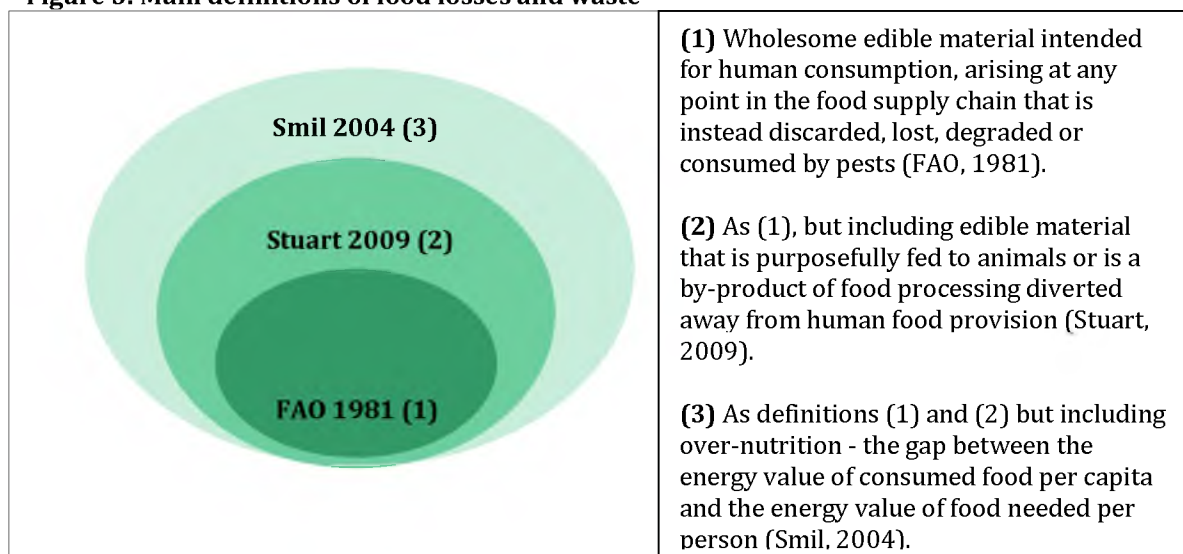 Figure 3: Main definitions of food losses and waste
Smil 2004 (3)
Stuart 2009 (2)
FAO 1981 (1)
(1) Wholesome edible material intended
for human consumption, arising at any
point in the food supply chain that is
instead discarded, lost, degraded or
consumed by pests (FAO, 1981).
(2) As (1), but including edible material
that is purposefully fed to animals or is a
by-product of food processing diverted
away from human food provision (Stuart,
2009).
(3) As definitions (1) and (2) but including
over-nutrition - the gap between the
energy value of consumed food per capita
and the energy value of food needed per
person (Smil, 2004).